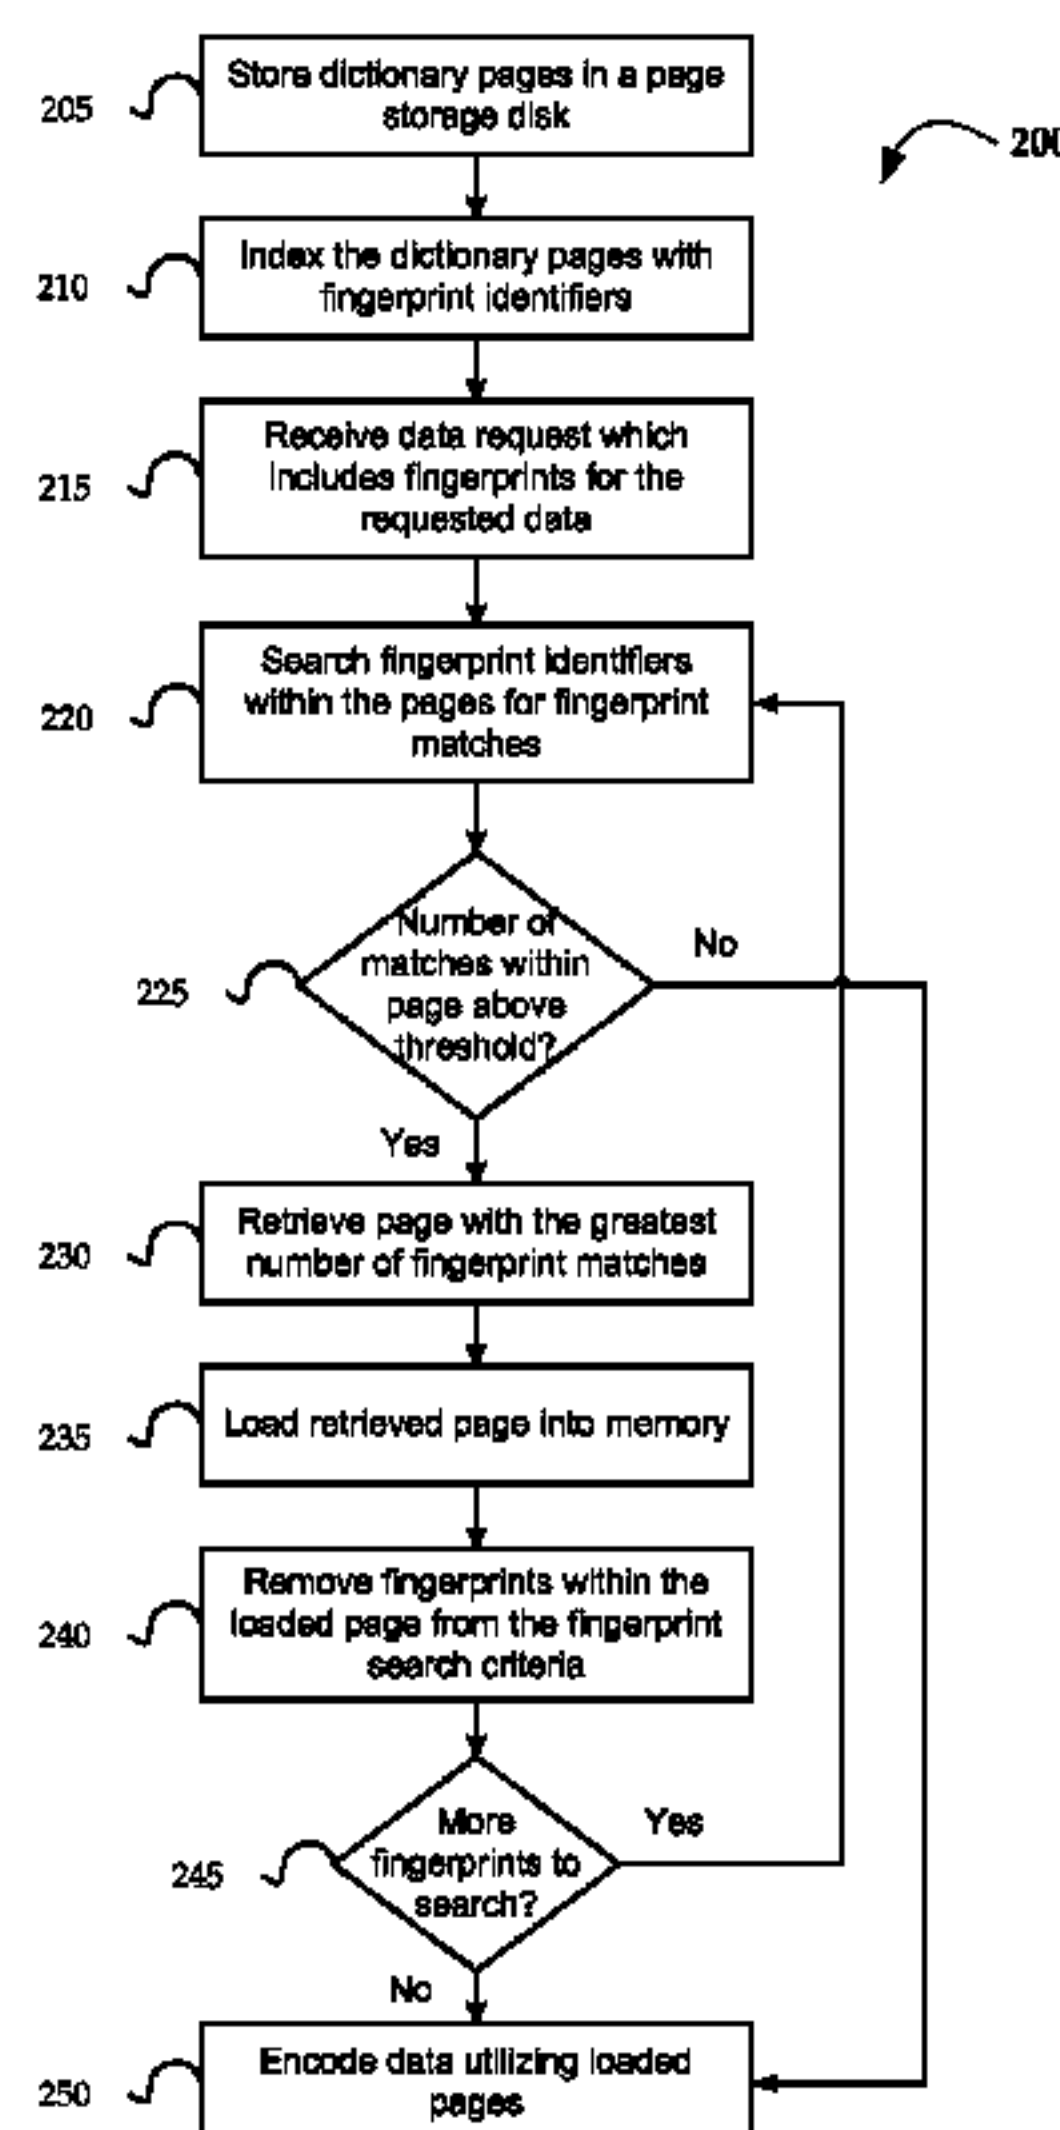 Store dictionary pages in a page
storage disk
205
200
Index the dictionary pages with
fingerprint identifiers
210
Receive data request which
includes fingerprints for the
requested data
215
Search fingerprint identifiers
within the pages for fingerprint
matches
220
Number of
matches within
page above
threshold?
No
225
Yes
Retrieve page with the greatest
number of fingerprint matches
230
Load retrieved page into memory
235
Remove fingerprints within the
loaded page from the fingerprint
search criteria
240
More
fingerprints to
search?
Yes
245
No
Encode data utilizing loaded
pages
250